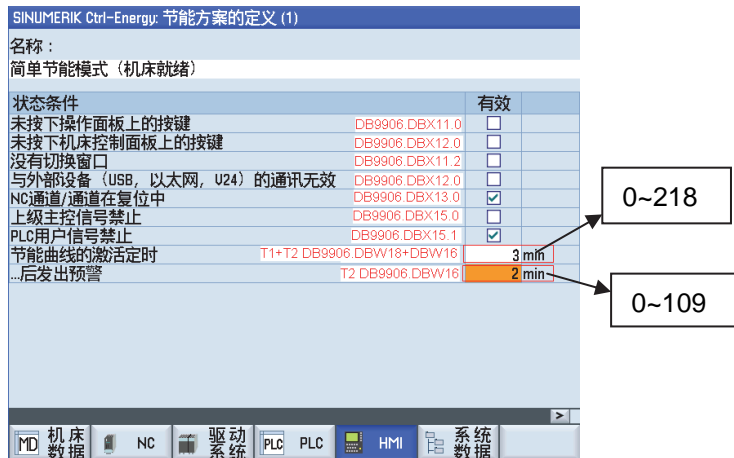 SINUMERIK Ctrl-Energy: 节能方案的定义 (1)
名称：
简单节能模式（机床就绪）
状态条件 有效
未按下操作面板上的按键 DB9906.DBX11.0
未按下机床控制面板上的按键 DB9906.DBX12.0
没有切换窗口 DB9906.DBX11.2
与外部设备（USB，以太网，V24）的通讯无效 DB9906.DBX12.0
NC通道/通道在复位中 DB9906.DBX13.0
上级主控信号禁止 DB9906.DBX15.0
PLC用户信号禁止 DB9906.DBX15.1
节能曲线的激活定时 T1+T2 DB9906.DBW18+DBW16 3 min
...后发出预警 T2 DB9906.DBW16 2 min
0~218
0~109
MD 机床数据 NC 驱动系统 PLC PLC HMI 系统数据